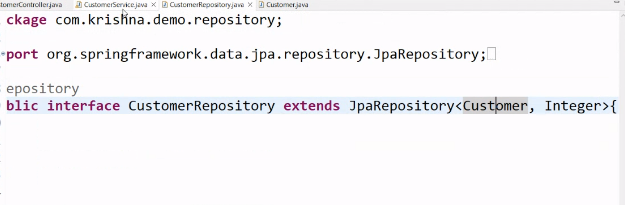 stomerController.java CustomerService.java CustomerRepository.java Customer.java
ckage com.krishna.demo.repository;
port org.springframework.data.jpa.repository.JpaRepository;
epository
blic interface CustomerRepository extends JpaRepository<Customer, Integer>{